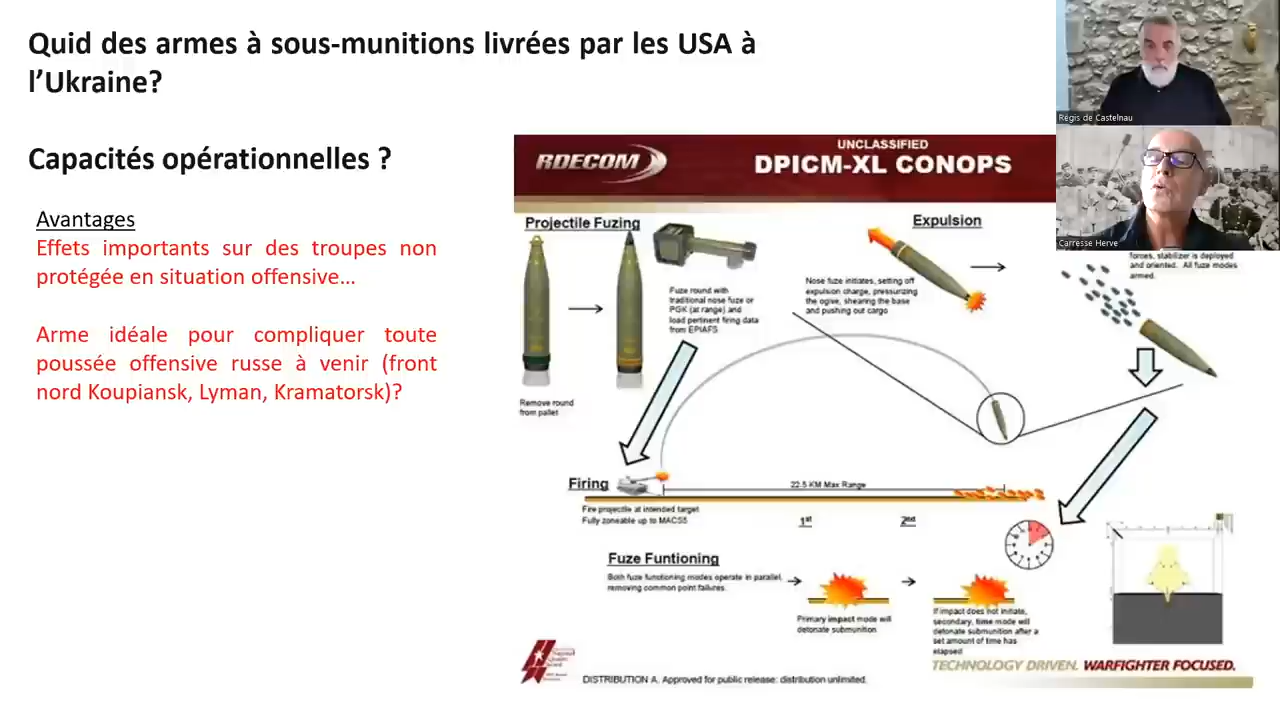 Quid des armes à sous-munitions livrées par les USA à
l’Ukraine?
Capacités opérationnelles ?
Avantages
Effets importants sur des troupes non
protégée en situation offensive…
Arme idéale pour compliquer toute
poussée offensive russe à venir (front
nord Koupiansk, Lyman, Kramatorsk)?
Régis de Castelnau
Carresse Herve
RDECOM
UNCLASSIFIED
DPICM-XL CONOPS
Projectile Fuzing
Remove round
from pallet
Fuze round with
traditional nose fuze or
PGK (at range) and
load pertinent firing data
from EPIAFS
Expulsion
Nose fuze initiates, setting off
expulsion charge, pressurizing
the ogive, shearing the base
and pushing out cargo
forces, stabilizer is deployed
and oriented. All fuze modes
armed.
Firing
22.5 KM Max Range
Fire projectile at intended target
Fully zoneable up to MACS5
1st
2nd
Fuze Funtioning
Both fuze functioning modes operate in parallel,
removing common point failures.
Primary impact mode will
detonate submunition.
If impact does not initiate,
secondary, time mode will
detonate submunition after a
set amount of time has
elapsed
TECHNOLOGY DRIVEN. WARFIGHTER FOCUSED.
DISTRIBUTION A. Approved for public release: distribution unlimited.